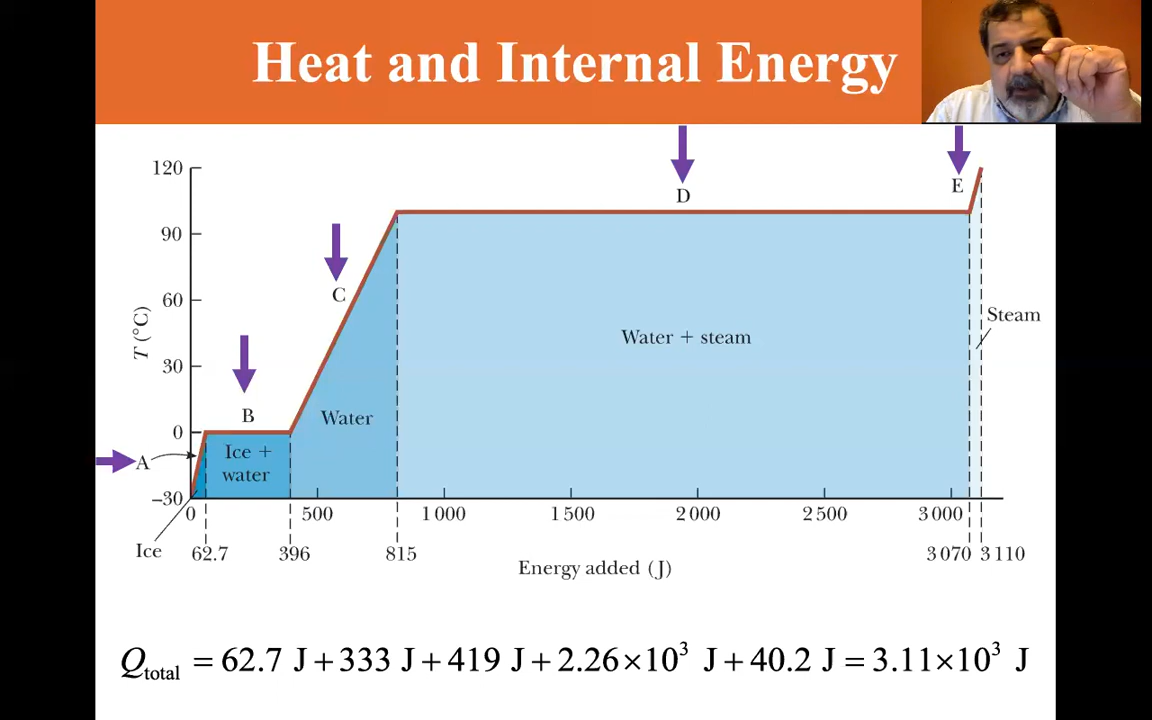 Heat and Internal Energy
120
90
60
30
0
−30
T (°C)
D
E
C
B
A
Ice +
water
Water
Water + steam
Steam
0
500
1 000
1 500
2 000
2 500
3 000
Ice
62.7
396
815
3 070
3 110
Energy added (J)
Qtotal = 62.7 J + 333 J + 419 J + 2.26×10³ J + 40.2 J = 3.11×10³ J